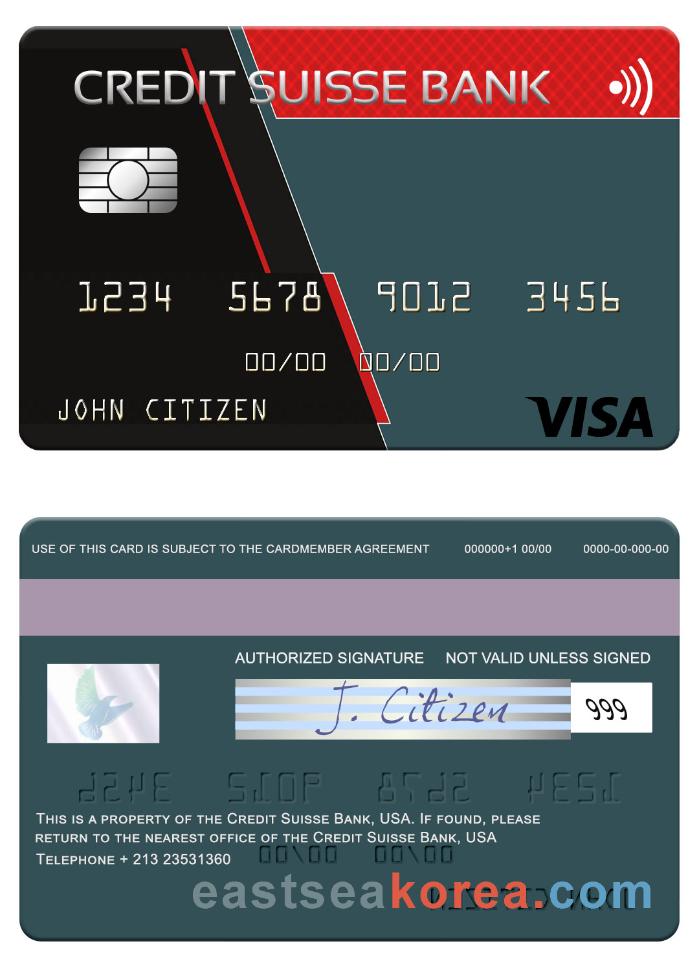 CREDIT SUISSE BANK
1234 5678 9012 3456
00/00 00/00
JOHN CITIZEN
VISA
USE OF THIS CARD IS SUBJECT TO THE CARDMEMBER AGREEMENT 000000+1 00/00 0000-00-000-00
AUTHORIZED SIGNATURE NOT VALID UNLESS SIGNED
J. Citizen 999
THIS IS A PROPERTY OF THE CREDIT SUISSE BANK, USA. IF FOUND, PLEASE
RETURN TO THE NEAREST OFFICE OF THE CREDIT SUISSE BANK, USA
TELEPHONE + 213 23531360
eastseakorea.com